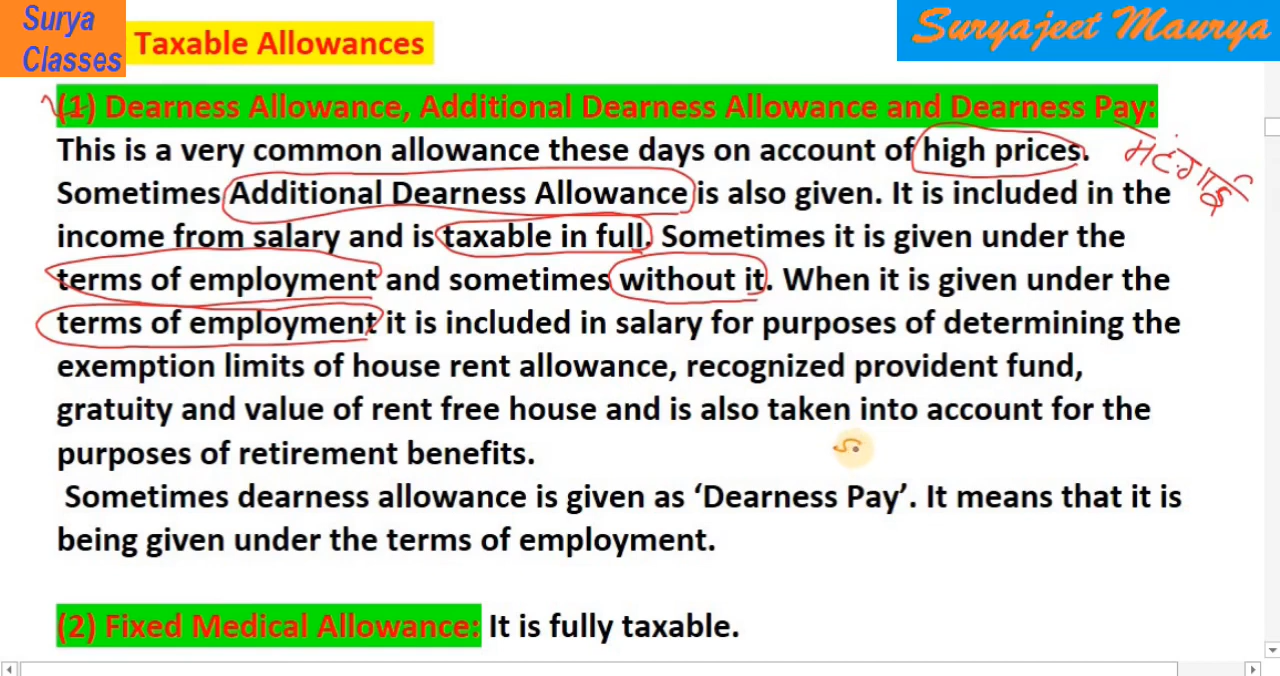 Surya
Classes
Suryajeet Maurya
Taxable Allowances
(1) Dearness Allowance, Additional Dearness Allowance and Dearness Pay:
This is a very common allowance these days on account of high prices.
महंगाई
Sometimes Additional Dearness Allowance is also given. It is included in the
income from salary and is taxable in full. Sometimes it is given under the
terms of employment and sometimes without it. When it is given under the
terms of employment it is included in salary for purposes of determining the
exemption limits of house rent allowance, recognized provident fund,
gratuity and value of rent free house and is also taken into account for the
purposes of retirement benefits.
Sometimes dearness allowance is given as ‘Dearness Pay’. It means that it is
being given under the terms of employment.
(2) Fixed Medical Allowance: It is fully taxable.